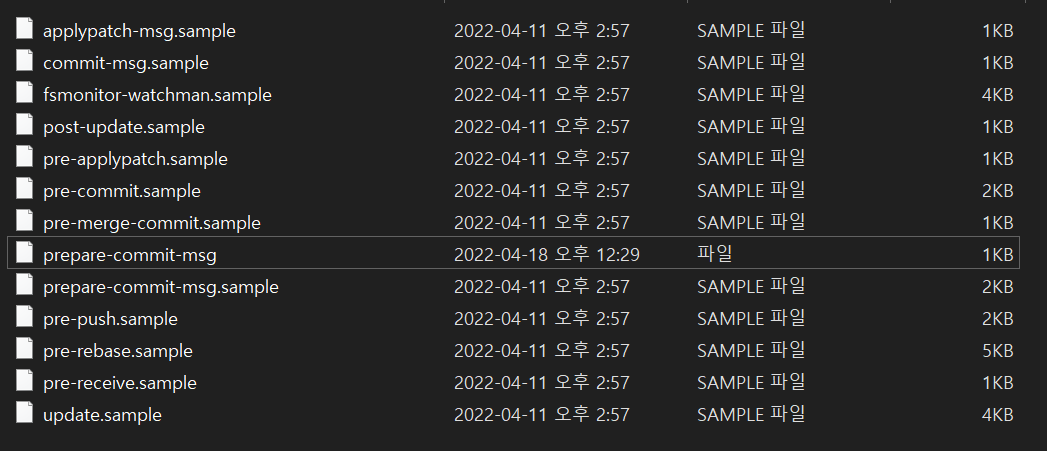 applypatch-msg.sample 2022-04-11 오후 2:57 SAMPLE 파일 1KB
commit-msg.sample 2022-04-11 오후 2:57 SAMPLE 파일 1KB
fsmonitor-watchman.sample 2022-04-11 오후 2:57 SAMPLE 파일 4KB
post-update.sample 2022-04-11 오후 2:57 SAMPLE 파일 1KB
pre-applypatch.sample 2022-04-11 오후 2:57 SAMPLE 파일 1KB
pre-commit.sample 2022-04-11 오후 2:57 SAMPLE 파일 2KB
pre-merge-commit.sample 2022-04-11 오후 2:57 SAMPLE 파일 1KB
prepare-commit-msg 2022-04-18 오후 12:29 파일 1KB
prepare-commit-msg.sample 2022-04-11 오후 2:57 SAMPLE 파일 2KB
pre-push.sample 2022-04-11 오후 2:57 SAMPLE 파일 2KB
pre-rebase.sample 2022-04-11 오후 2:57 SAMPLE 파일 5KB
pre-receive.sample 2022-04-11 오후 2:57 SAMPLE 파일 1KB
update.sample 2022-04-11 오후 2:57 SAMPLE 파일 4KB